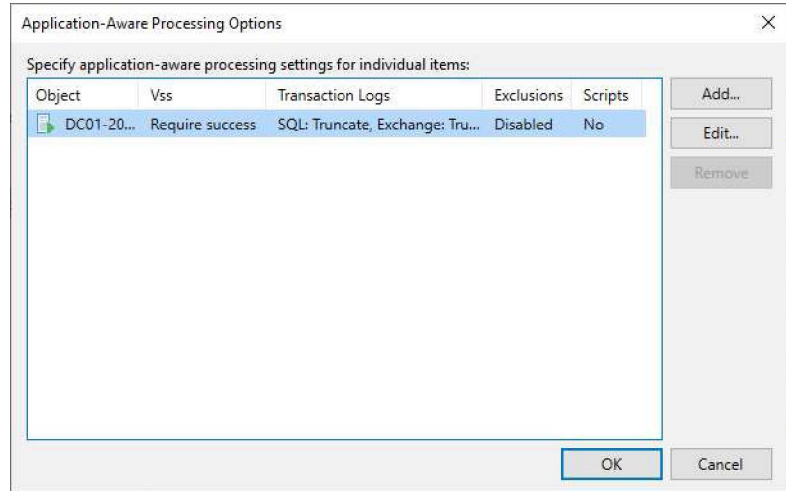 Application-Aware Processing Options
Specify application-aware processing settings for individual items:
Object Vss Transaction Logs Exclusions Scripts
DC01-20... Require success SQL: Truncate, Exchange: Tru... Disabled No
Add...
Edit...
Remove
OK Cancel